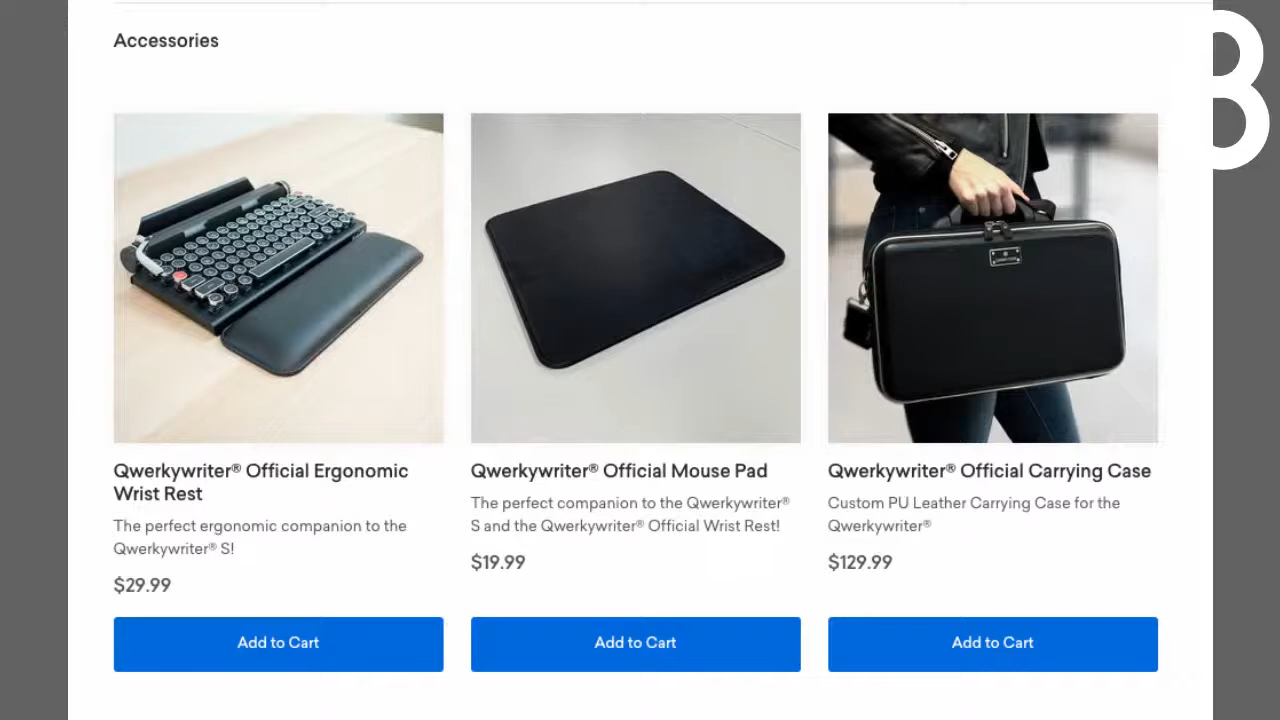 Accessories
Qwerkywriter® Official Ergonomic
Wrist Rest
The perfect ergonomic companion to the
Qwerkywriter® S!
$29.99
Add to Cart
Qwerkywriter® Official Mouse Pad
The perfect companion to the Qwerkywriter®
S and the Qwerkywriter® Official Wrist Rest!
$19.99
Add to Cart
Qwerkywriter® Official Carrying Case
Custom PU Leather Carrying Case for the
Qwerkywriter®
$129.99
Add to Cart